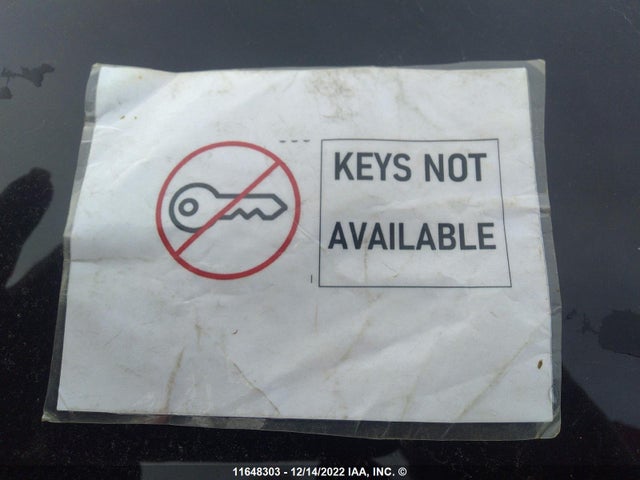 KEYS NOT
AVAILABLE
11648303 - 12/14/2022 IAA, INC. ©